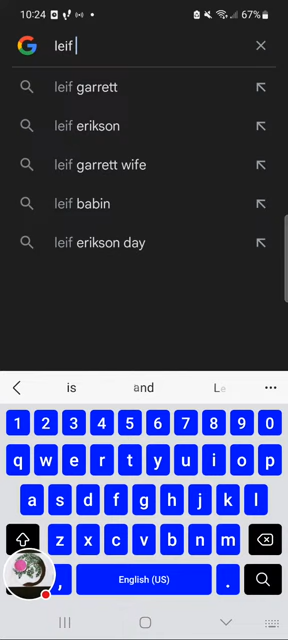 10:24 67%
leif
leif garrett
leif erikson
leif garrett wife
leif babin
leif erikson day
is and Le
1 2 3 4 5 6 7 8 9 0
q w e r t y u i o p
a s d f g h j k l
z x c v b n m
, English (US) .